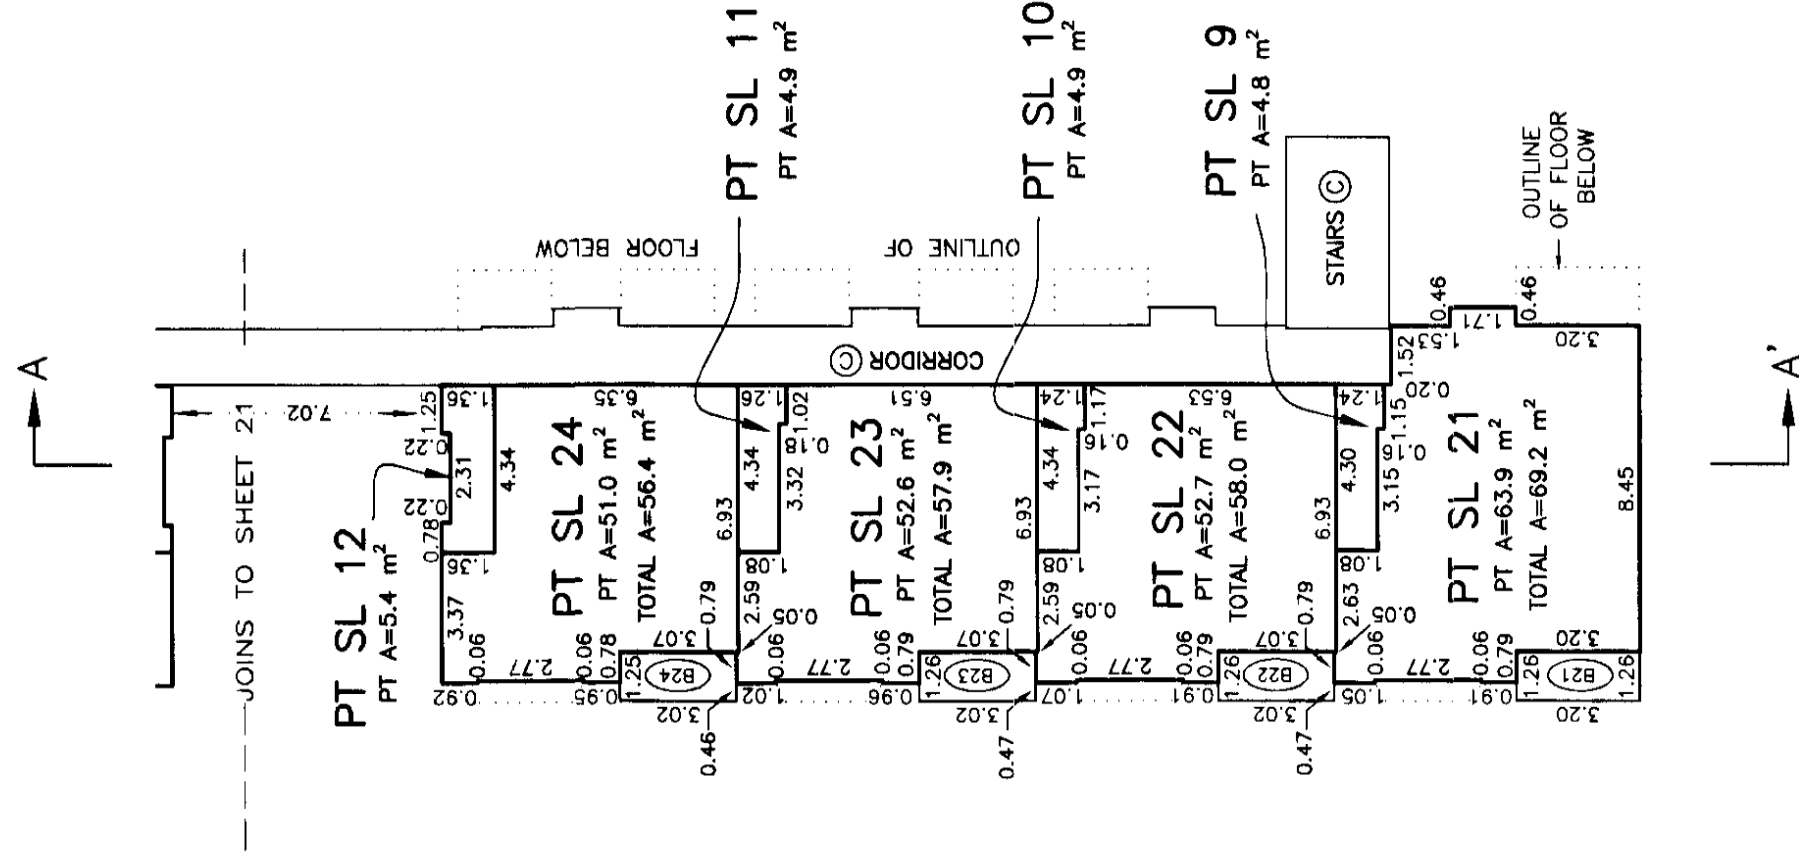 A
A'
JOINS TO SHEET 21
7.02
PT SL 12
PT A=5.4 m²
PT SL 11
PT A=4.9 m²
PT SL 10
PT A=4.9 m²
PT SL 9
PT A=4.8 m²
OUTLINE OF
FLOOR BELOW
STAIRS Ⓒ
OUTLINE
OF FLOOR
BELOW
CORRIDOR Ⓒ
PT SL 24
PT A=51.0 m²
TOTAL A=56.4 m²
PT SL 23
PT A=52.6 m²
TOTAL A=57.9 m²
PT SL 22
PT A=52.7 m²
TOTAL A=58.0 m²
PT SL 21
PT A=63.9 m²
TOTAL A=69.2 m²
1.25
1.36
0.22
2.31
4.34
0.22
0.78
1.36
3.37
0.06
0.92
2.77
0.06
0.78
0.95
1.25
B24
3.07
3.02
0.79
0.46
6.35
6.93
1.26
1.02
0.18
4.34
3.32
1.08
2.59
0.05
0.06
1.02
2.77
0.06
0.79
0.96
1.26
B23
3.07
3.02
0.79
0.47
6.51
6.93
1.24
1.17
0.16
4.34
3.17
1.08
2.59
0.05
0.06
1.07
2.77
0.06
0.79
0.91
1.26
B22
3.07
3.02
0.79
0.47
6.53
6.93
1.24
1.15
0.16
4.30
3.15
1.08
2.63
0.05
0.06
1.05
2.77
0.06
0.79
0.91
1.26
B21
1.26
3.20
3.20
0.20
1.52
1.53
0.46
1.71
0.46
3.20
8.45